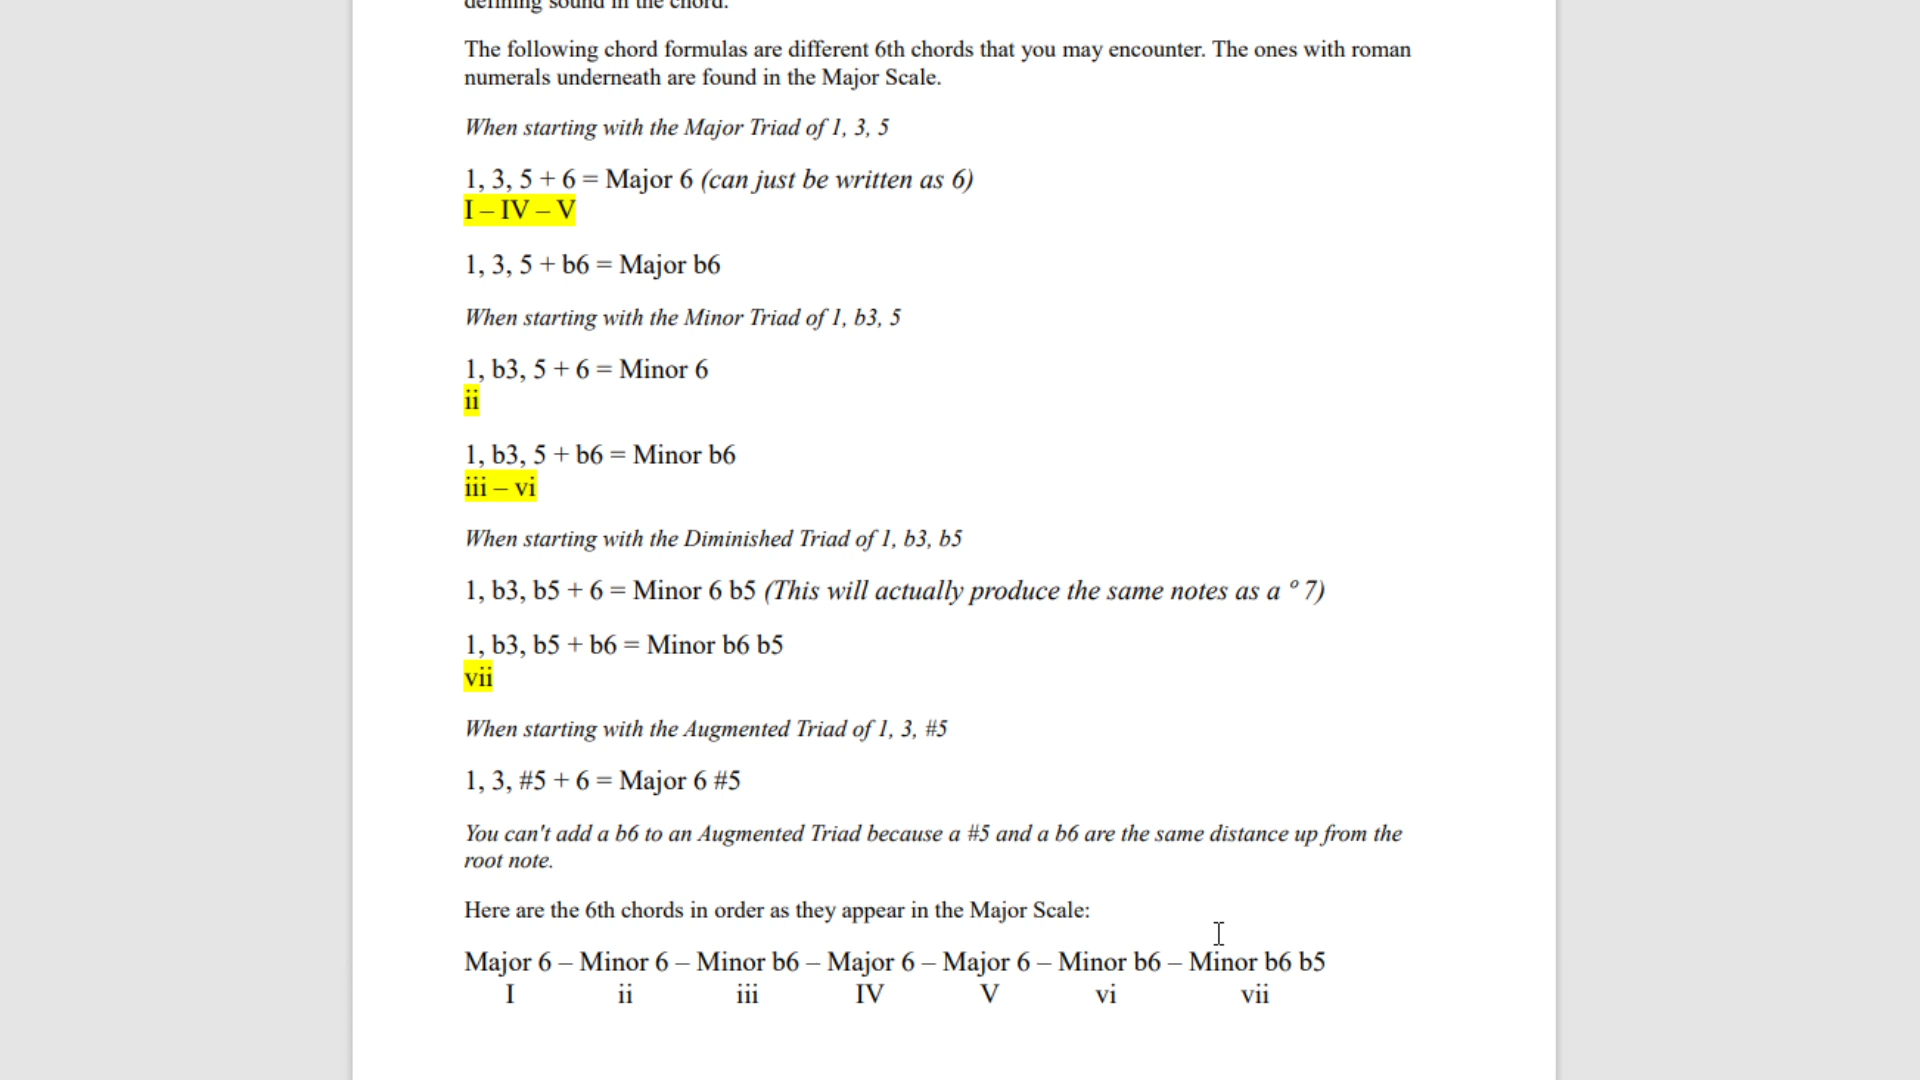 defining sound in the chord.
The following chord formulas are different 6th chords that you may encounter. The ones with roman
numerals underneath are found in the Major Scale.
When starting with the Major Triad of 1, 3, 5
1, 3, 5 + 6 = Major 6 (can just be written as 6)
I – IV – V
1, 3, 5 + b6 = Major b6
When starting with the Minor Triad of 1, b3, 5
1, b3, 5 + 6 = Minor 6
ii
1, b3, 5 + b6 = Minor b6
iii – vi
When starting with the Diminished Triad of 1, b3, b5
1, b3, b5 + 6 = Minor 6 b5 (This will actually produce the same notes as a º 7)
1, b3, b5 + b6 = Minor b6 b5
vii
When starting with the Augmented Triad of 1, 3, #5
1, 3, #5 + 6 = Major 6 #5
You can't add a b6 to an Augmented Triad because a #5 and a b6 are the same distance up from the
root note.
Here are the 6th chords in order as they appear in the Major Scale:
Major 6 – Minor 6 – Minor b6 – Major 6 – Major 6 – Minor b6 – Minor b6 b5
I ii iii IV V vi vii